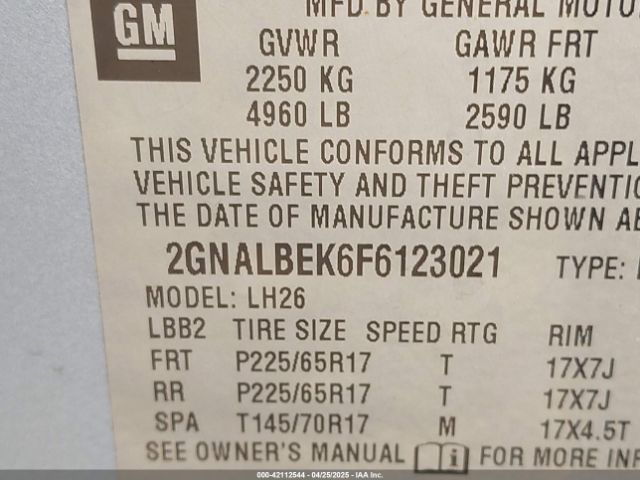 GM
MFD. BY GENERAL MOTO
GVWR GAWR FRT
2250 KG 1175 KG
4960 LB 2590 LB
THIS VEHICLE CONFORMS TO ALL APPL
VEHICLE SAFETY AND THEFT PREVENTIO
THE DATE OF MANUFACTURE SHOWN AB
2GNALBEK6F6123021 TYPE:
MODEL: LH26
LBB2 TIRE SIZE SPEED RTG RIM
FRT P225/65R17 T 17X7J
RR P225/65R17 T 17X7J
SPA T145/70R17 M 17X4.5T
SEE OWNER'S MANUAL i FOR MORE IN
000-42112544 - 04/25/2025 - IAA Inc.